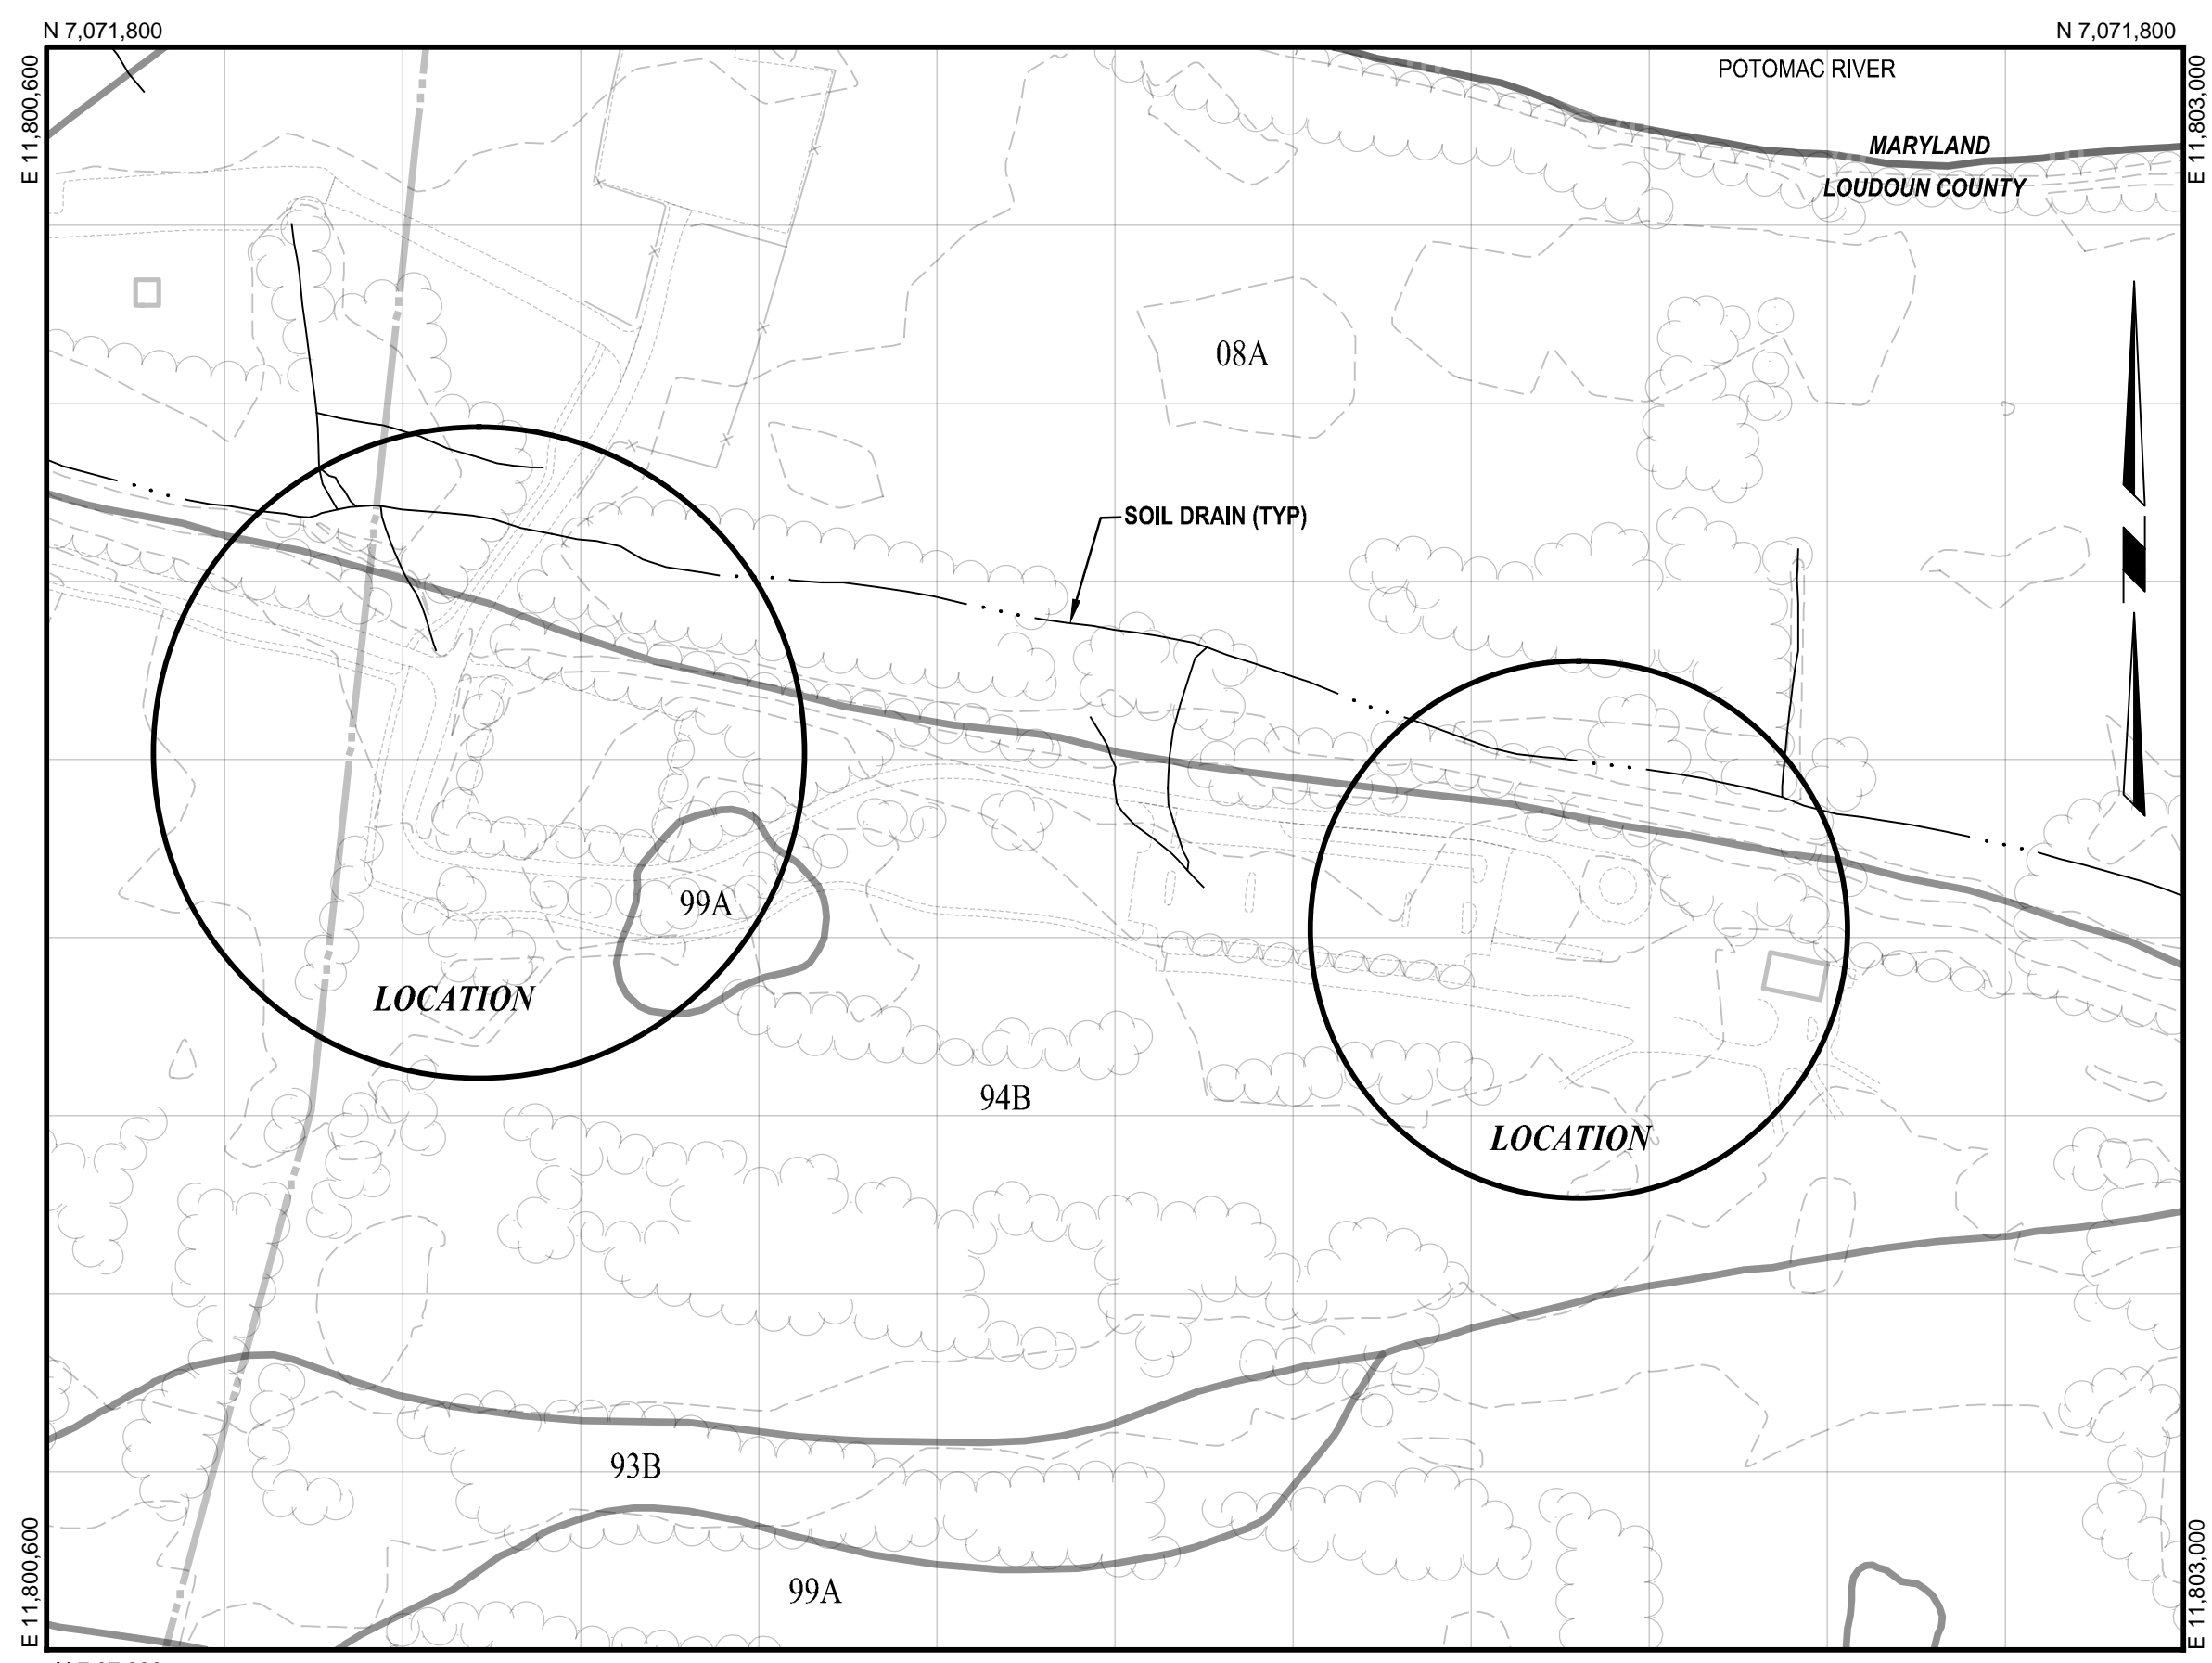 N 7,071,800
N 7,071,800
E 11,800,600
E 11,803,000
POTOMAC RIVER
MARYLAND
LOUDOUN COUNTY
08A
SOIL DRAIN (TYP)
99A
LOCATION
94B
LOCATION
93B
99A
E 11,800,600
E 11,803,000